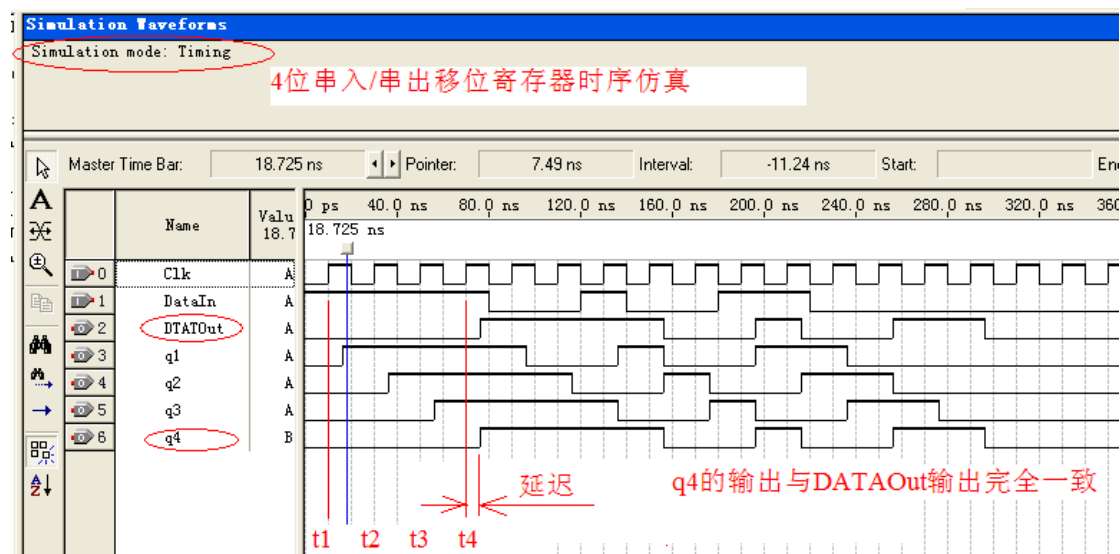 Simulation Waveforms
Simulation mode: Timing
4位串入/串出移位寄存器时序仿真
Master Time Bar: 18.725 ns Pointer: 7.49 ns Interval: -11.24 ns Start: En
A Name Valu 18.7 0 ps 40.0 ns 80.0 ns 120.0 ns 160.0 ns 200.0 ns 240.0 ns 280.0 ns 320.0 ns 360
18.725 ns
0 Clk A
1 DataIn A
2 DTATOut A
3 q1 A
4 q2 A
5 q3 A
6 q4 B
延迟 q4的输出与DATAOut输出完全一致
t1 t2 t3 t4